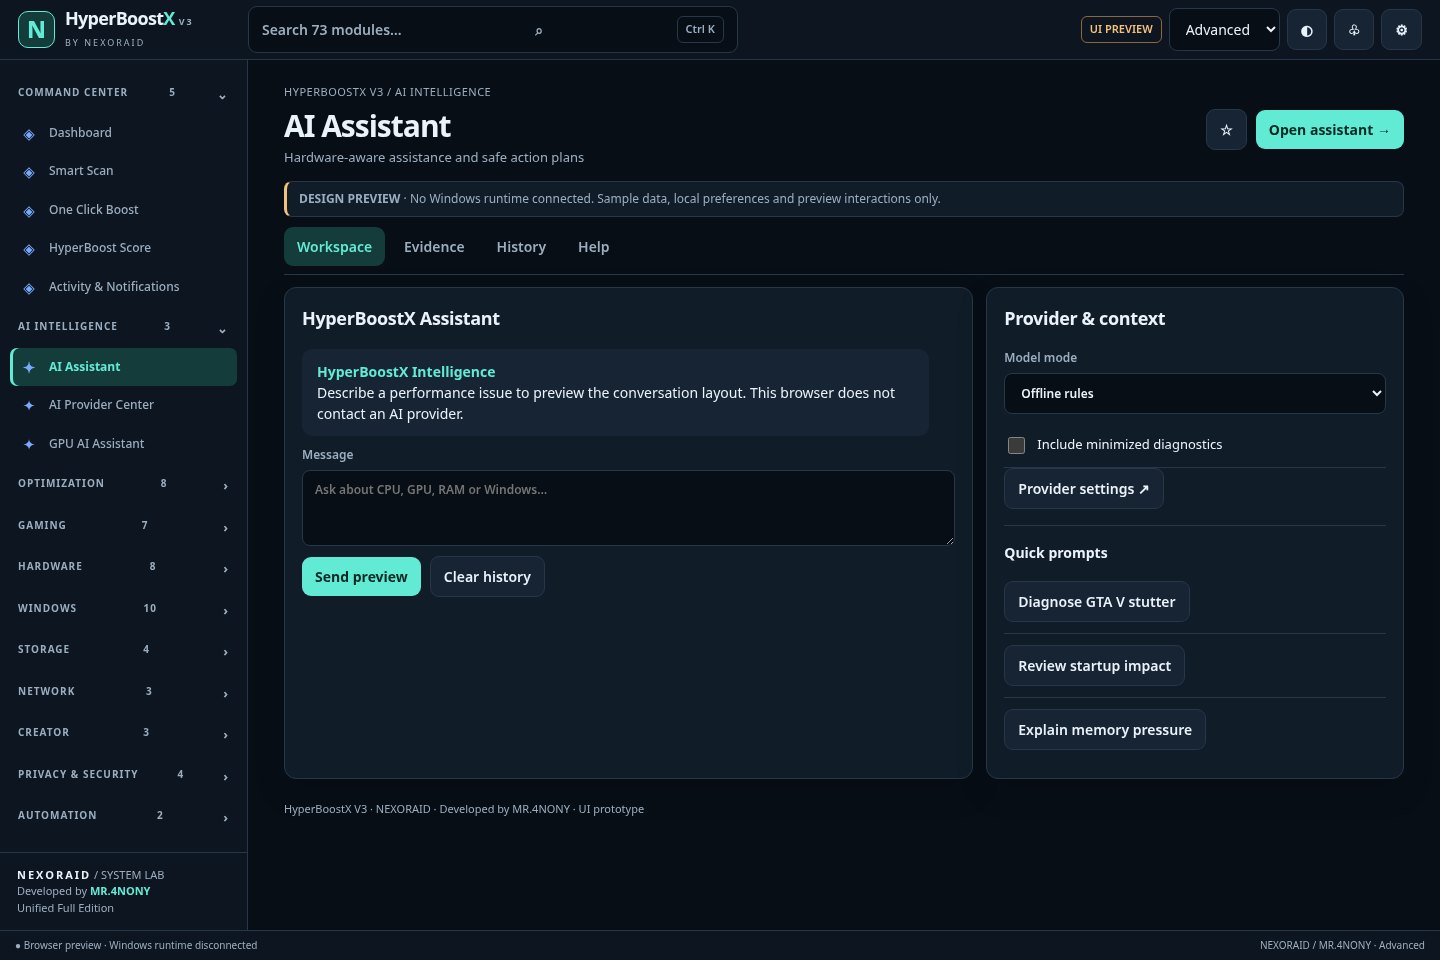 N HyperBoostX V3
BY NEXORAID
Search 73 modules...
Ctrl K
UI PREVIEW
Advanced
COMMAND CENTER 5
Dashboard
Smart Scan
One Click Boost
HyperBoost Score
Activity & Notifications
AI INTELLIGENCE 3
AI Assistant
AI Provider Center
GPU AI Assistant
OPTIMIZATION 8
GAMING 7
HARDWARE 8
WINDOWS 10
STORAGE 4
NETWORK 3
CREATOR 3
PRIVACY & SECURITY 4
AUTOMATION 2
NEXORAID / SYSTEM LAB
Developed by MR.4NONY
Unified Full Edition
HYPERBOOSTX V3 / AI INTELLIGENCE
AI Assistant
Hardware-aware assistance and safe action plans
Open assistant →
DESIGN PREVIEW · No Windows runtime connected. Sample data, local preferences and preview interactions only.
Workspace Evidence History Help
HyperBoostX Assistant
HyperBoostX Intelligence
Describe a performance issue to preview the conversation layout. This browser does not
contact an AI provider.
Message
Ask about CPU, GPU, RAM or Windows...
Send preview Clear history
Provider & context
Model mode
Offline rules
Include minimized diagnostics
Provider settings ↗
Quick prompts
Diagnose GTA V stutter
Review startup impact
Explain memory pressure
HyperBoostX V3 · NEXORAID · Developed by MR.4NONY · UI prototype
● Browser preview · Windows runtime disconnected
NEXORAID / MR.4NONY · Advanced